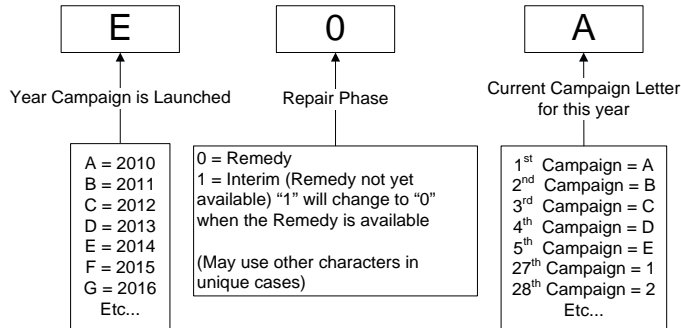 E
0
A
Year Campaign is Launched
Repair Phase
Current Campaign Letter
for this year
A = 2010
B = 2011
C = 2012
D = 2013
E = 2014
F = 2015
G = 2016
Etc...
0 = Remedy
1 = Interim (Remedy not yet
available) “1” will change to “0”
when the Remedy is available
(May use other characters in
unique cases)
1st Campaign = A
2nd Campaign = B
3rd Campaign = C
4th Campaign = D
5th Campaign = E
27th Campaign = 1
28th Campaign = 2
Etc...